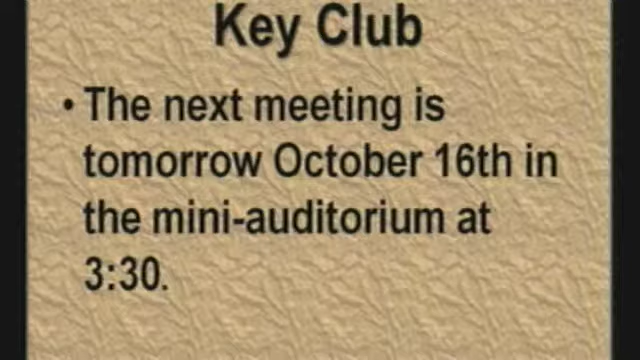 Key Club
• The next meeting is
tomorrow October 16th in
the mini-auditorium at
3:30.